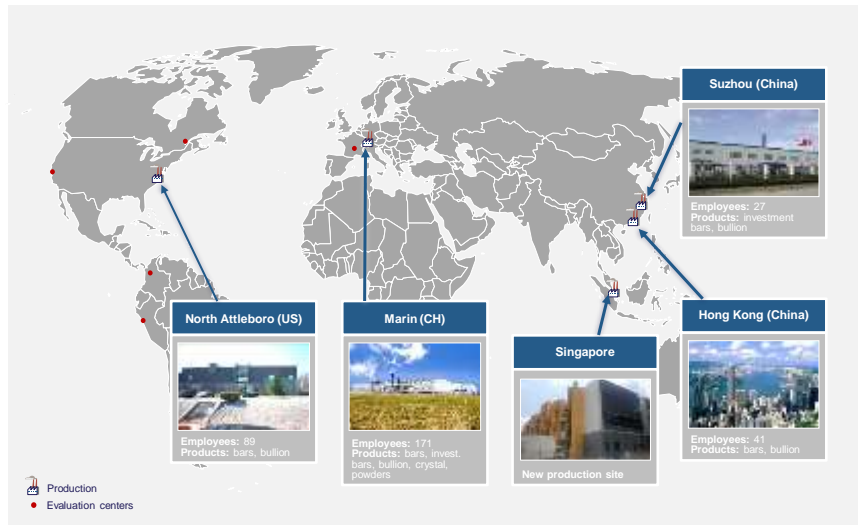 Suzhou (China)
Employees: 27
Products: investment
bars, bullion
North Attleboro (US)
Employees: 89
Products: bars, bullion
Marin (CH)
Employees: 171
Products: bars, invest.
bars, bullion, crystal,
powders
Singapore
New production site
Hong Kong (China)
Employees: 41
Products: bars, bullion
Production
Evaluation centers